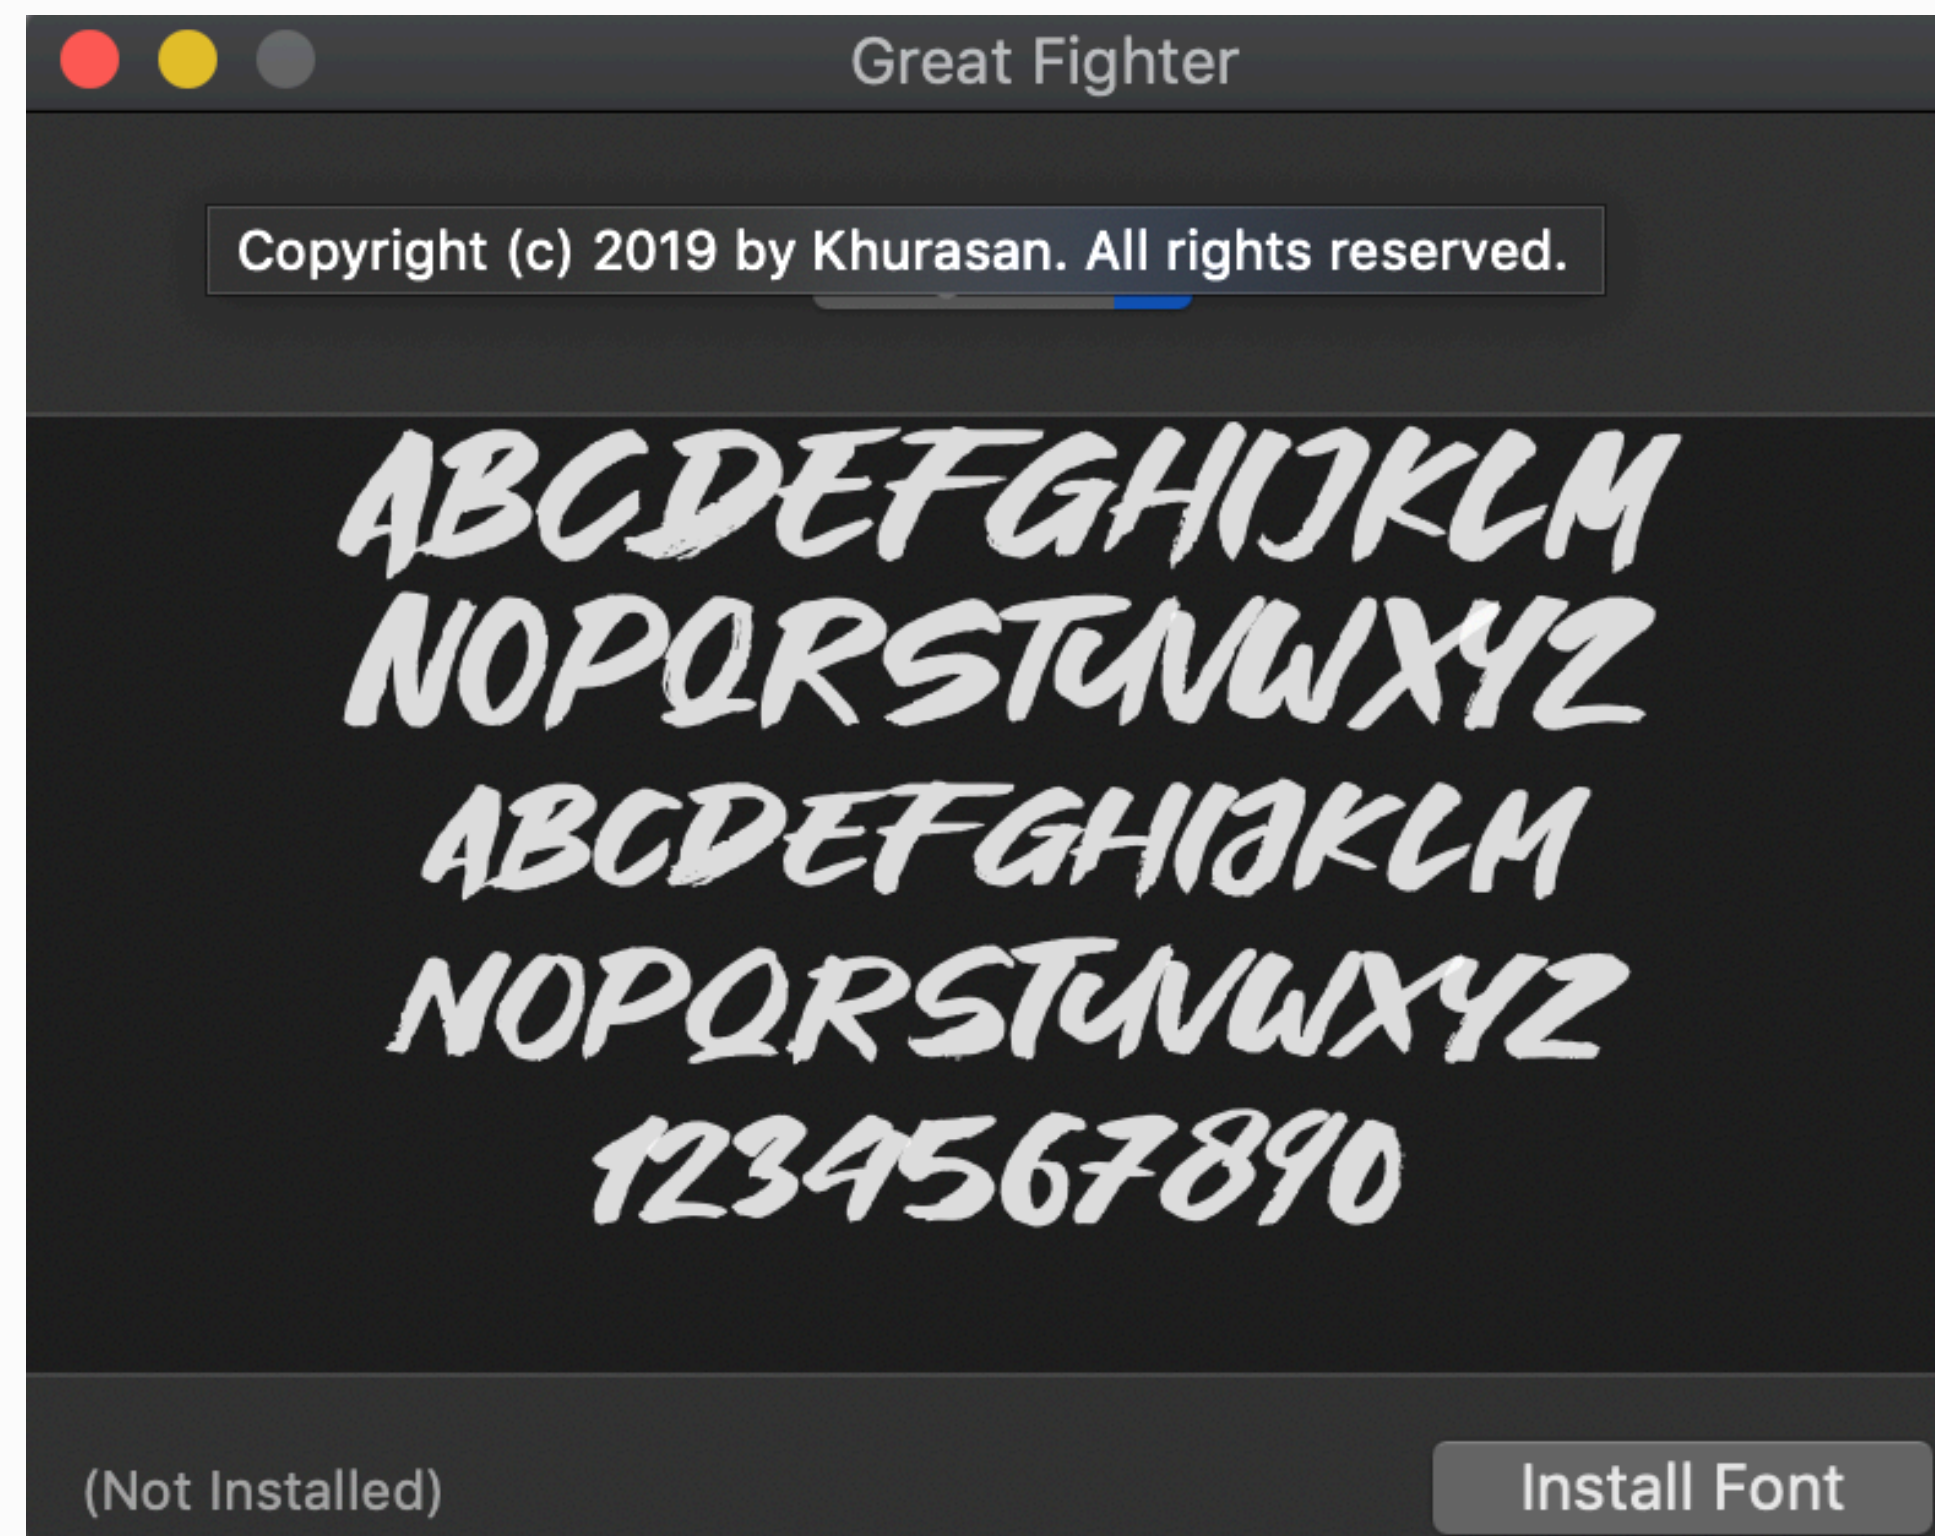 Great Fighter
Copyright (c) 2019 by Khurasan. All rights reserved.
ABCDEFGHIJKLM
NOPQRSTUVWXYZ
ABCDEFGHIJKLM
NOPQRSTUVWXYZ
1234567890
(Not Installed)
Install Font